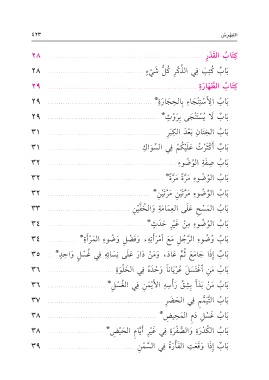 الفهرس ٤٢٣
كِتَابُ القَدَرِ ٢٨
بَابٌ كُتِبَ فِي الذِّكْرِ كُلُّ شَيْءٍ ٢٨
كِتَابُ الطَّهَارَةِ ٢٩
بَابُ الِاسْتِنْجَاءِ بِالحِجَارَةِ* ٢٩
بَابٌ لَا يُسْتَنْجَى بِرَوْثٍ* ٢٩
بَابُ الخِتَانِ بَعْدَ الكِبَرِ ٣١
بَابُ أَكْثَرْتُ عَلَيْكُمْ فِي السِّوَاكِ ٣١
بَابُ صِفَةِ الوُضُوءِ ٣٢
بَابُ الوُضُوءِ مَرَّةً مَرَّةً* ٣٢
بَابُ الوُضُوءِ مَرَّتَيْنِ مَرَّتَيْنِ* ٣٢
بَابُ المَسْحِ عَلَى العِمَامَةِ وَالخُفَّيْنِ ٣٣
بَابُ الوُضُوءِ مِنْ غَيْرِ حَدَثٍ* ٣٤
بَابُ وُضُوءِ الرَّجُلِ مَعَ امْرَأَتِهِ، وَفَضْلِ وَضُوءِ المَرْأَةِ* ٣٤
بَابُ إِذَا جَامَعَ ثُمَّ عَادَ، وَمَنْ دَارَ عَلَى نِسَائِهِ فِي غُسْلٍ وَاحِدٍ* ٣٥
بَابُ مَنِ اغْتَسَلَ عُرْيَانًا وَحْدَهُ فِي الخَلْوَةِ ٣٦
بَابُ مَنْ بَدَأَ بِشِقِّ رَأْسِهِ الأَيْمَنِ فِي الغُسْلِ* ٣٦
بَابُ التَّيَمُّمِ فِي الحَضَرِ ٣٧
بَابُ غُسْلِ دَمِ المَحِيضِ* ٣٨
بَابُ الكُدْرَةِ وَالصُّفْرَةِ فِي غَيْرِ أَيَّامِ الحَيْضِ* ٣٨
بَابُ إِذَا وَقَعَتِ الفَأْرَةُ فِي السَّمْنِ ٣٩